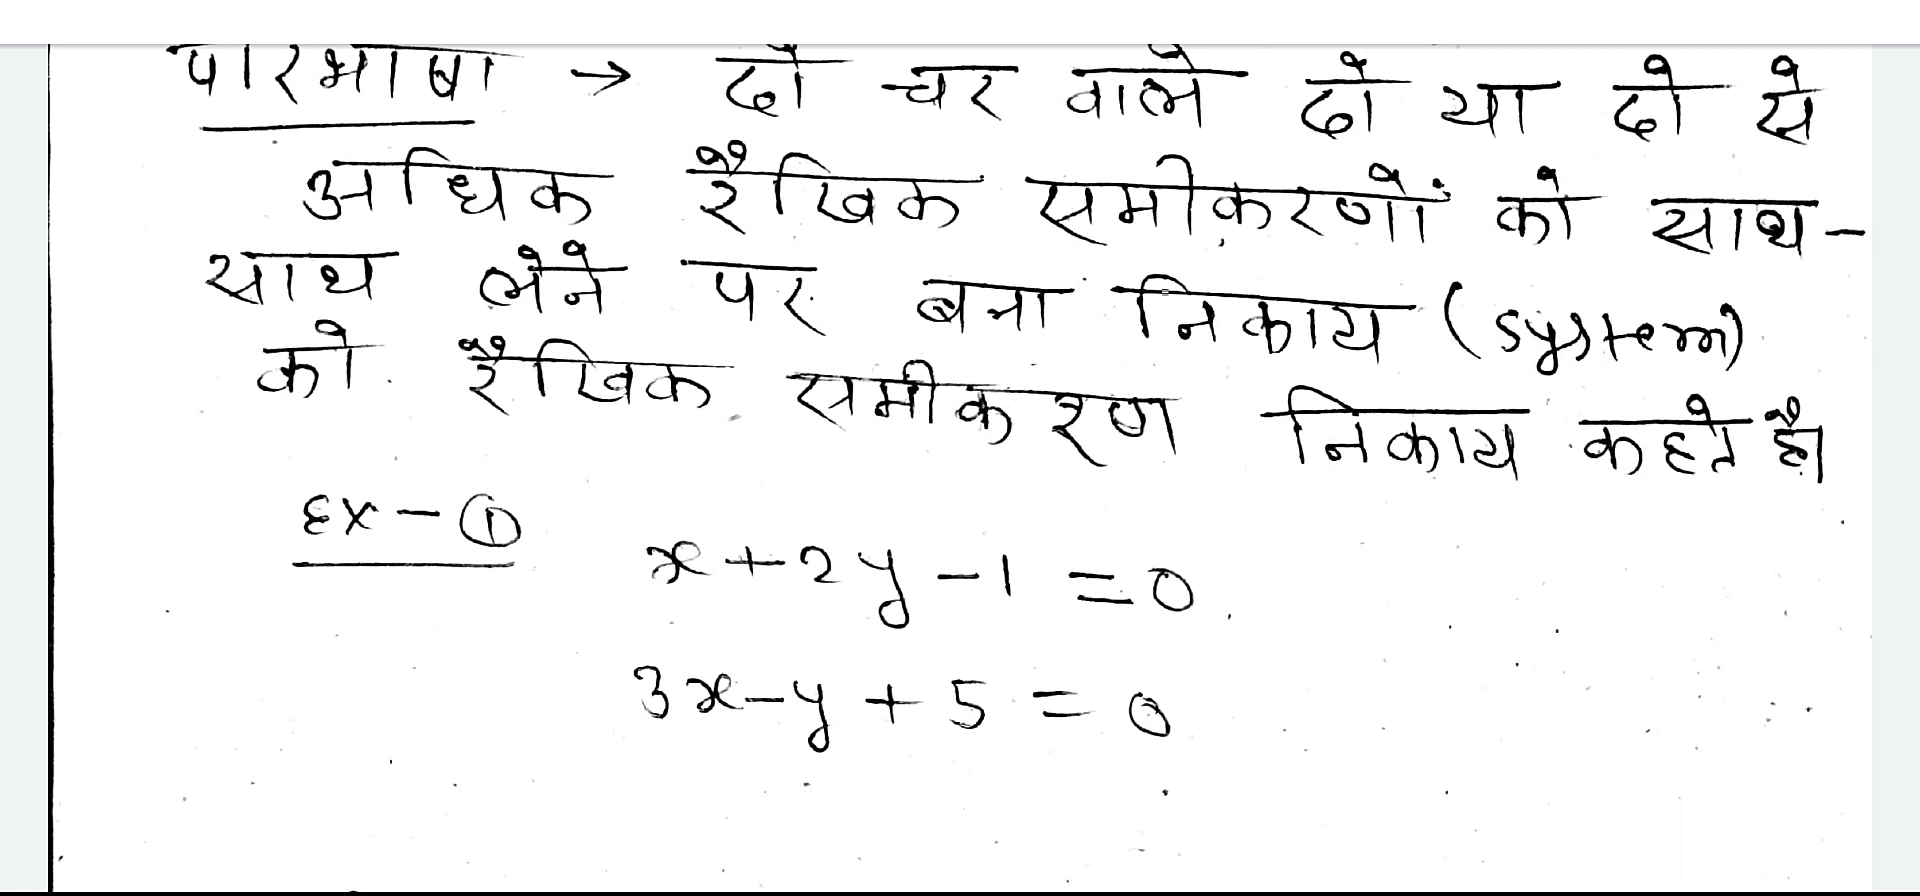 परिभाषा → दो चर वाले दो या दो से
अधिक रैखिक समीकरणों को साथ-
साथ लेने पर बना निकाय (system)
को रैखिक समीकरण निकाय कहते है।
Ex - ①
x + 2y - 1 = 0
3x - y + 5 = 0